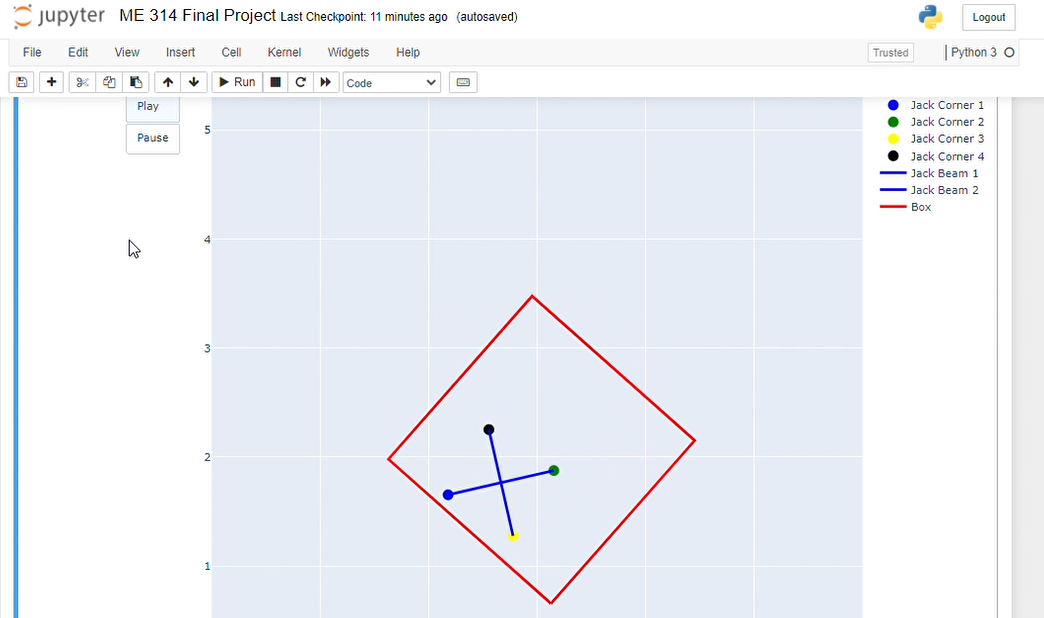 jupyter ME 314 Final Project Last Checkpoint: 11 minutes ago (autosaved) Logout
File Edit View Insert Cell Kernel Widgets Help Trusted Python 3
Run Code
Play
Pause
5
4
3
2
1
Jack Corner 1
Jack Corner 2
Jack Corner 3
Jack Corner 4
Jack Beam 1
Jack Beam 2
Box